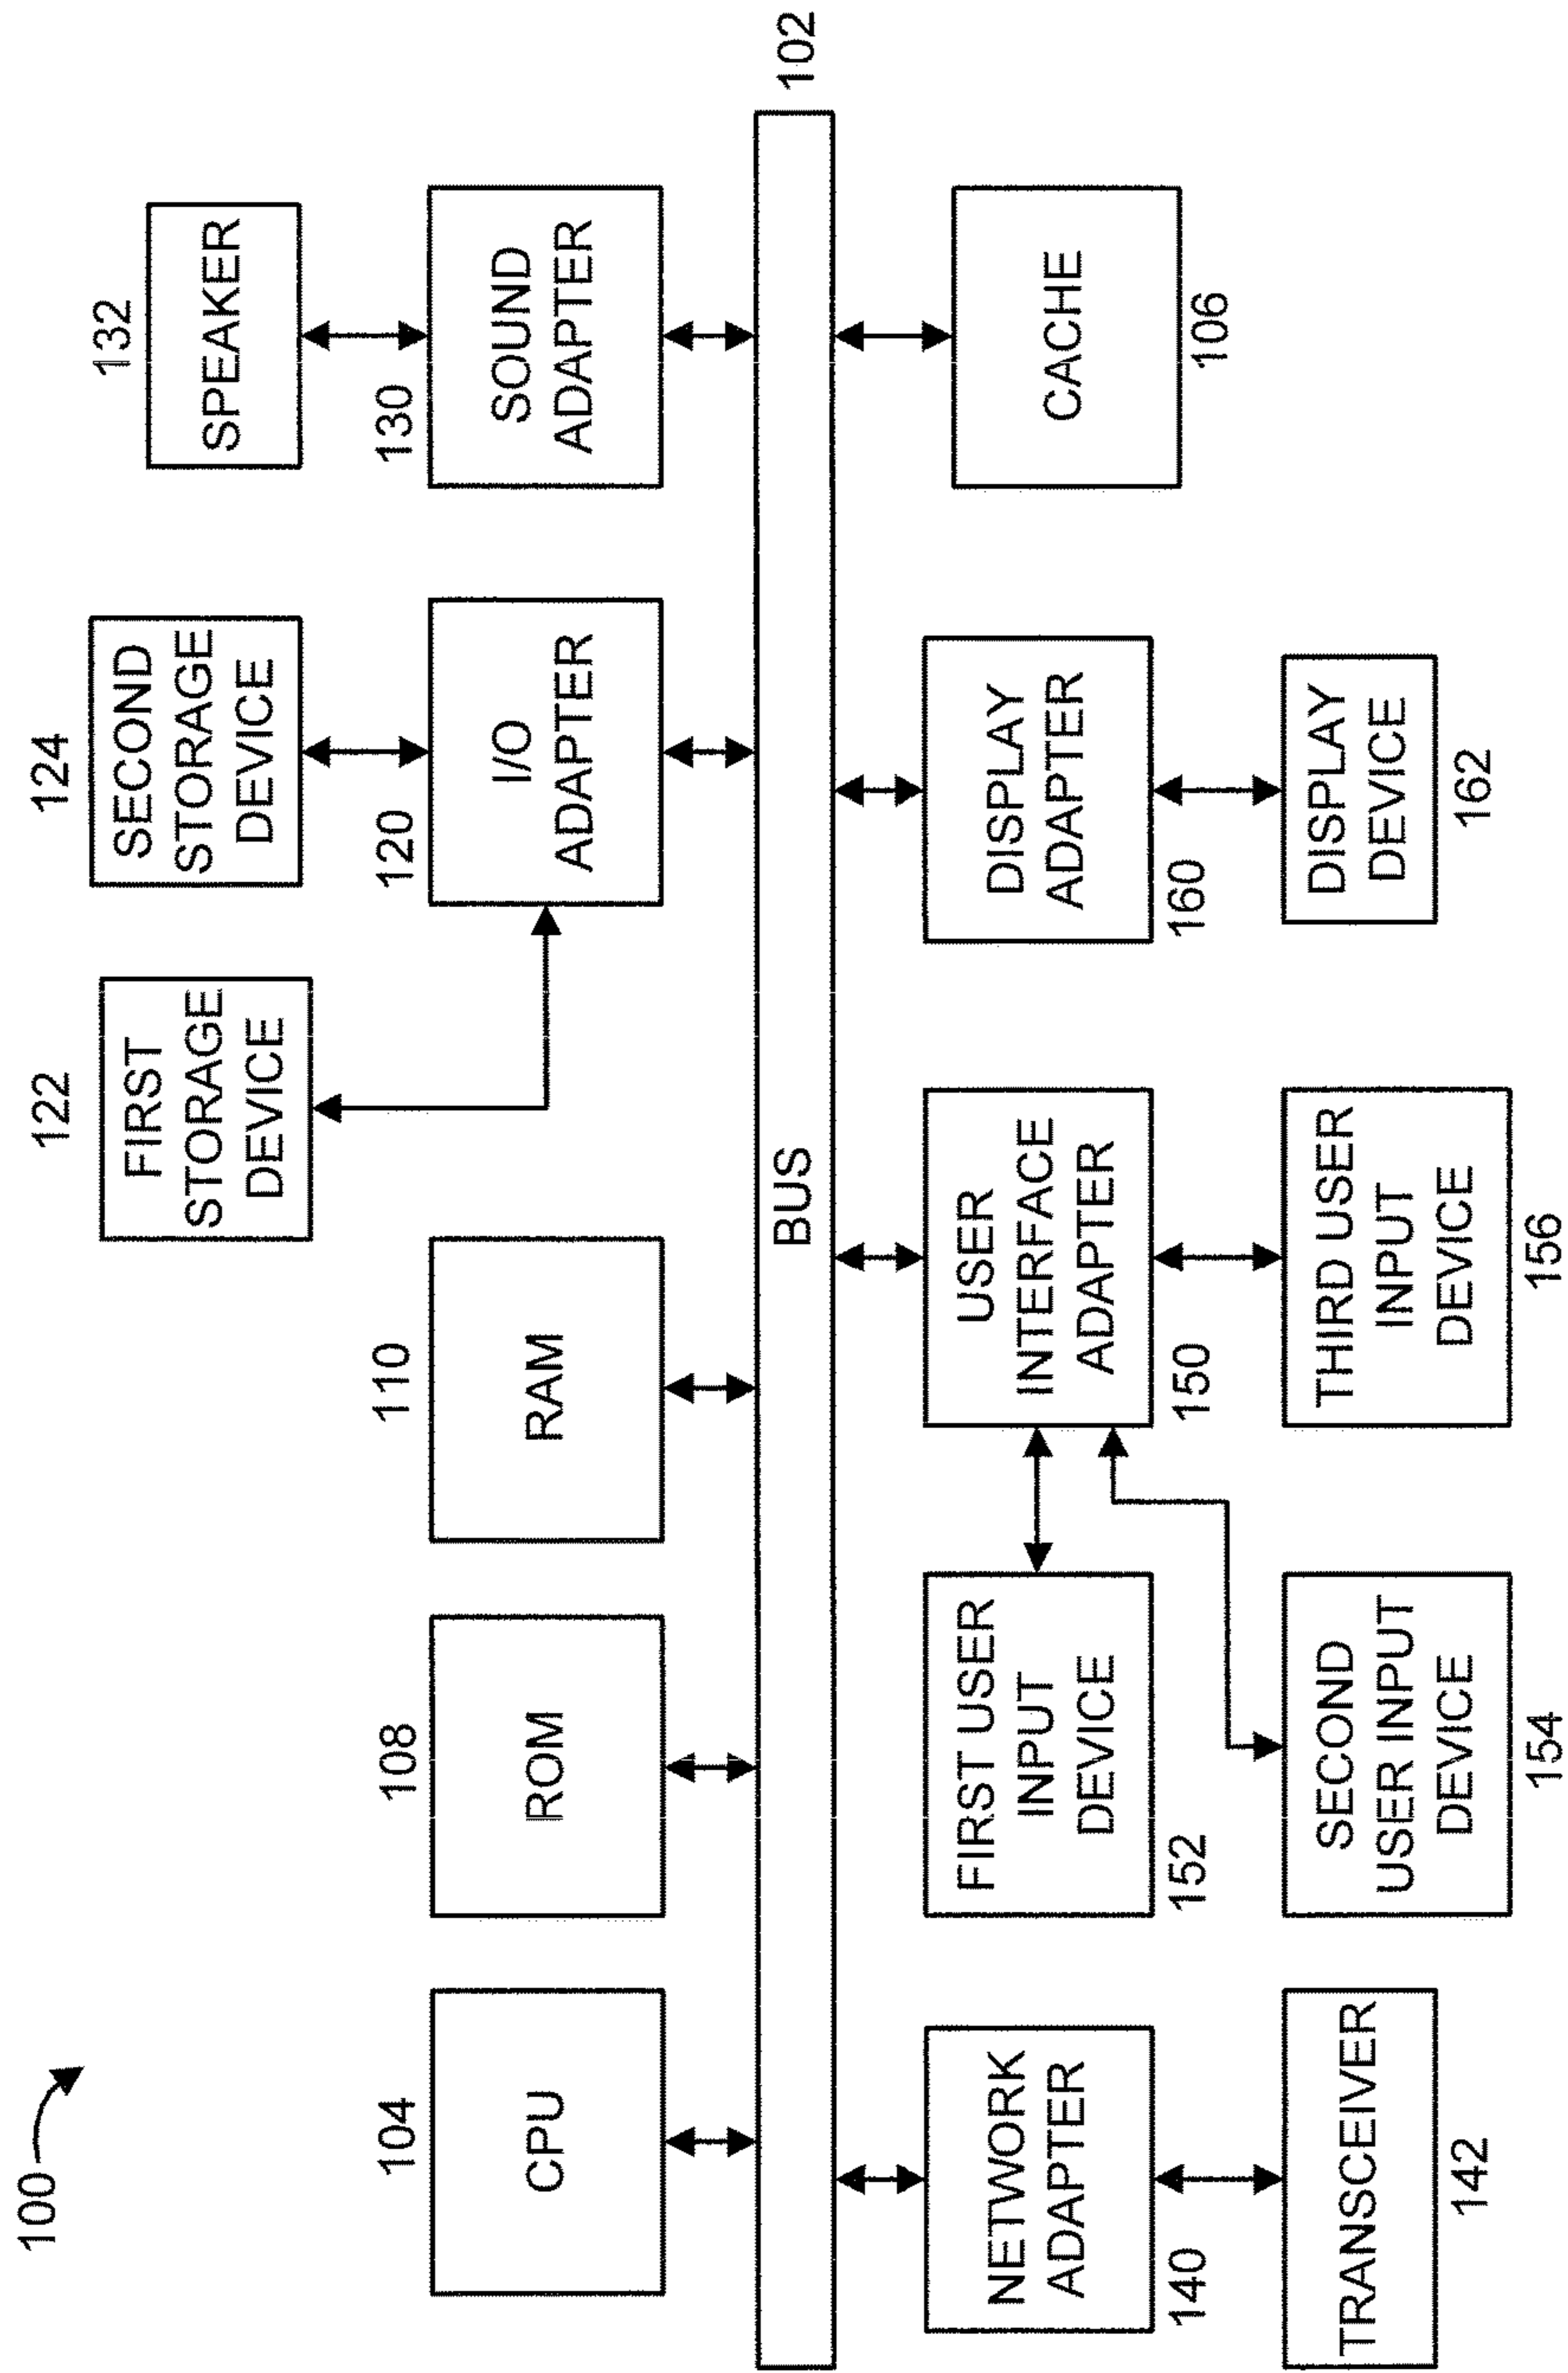 100
104
CPU
108
ROM
110
RAM
122
FIRST
STORAGE
DEVICE
124
SECOND
STORAGE
DEVICE
120
I/O
ADAPTER
132
SPEAKER
130
SOUND
ADAPTER
BUS
102
NETWORK
ADAPTER
140
TRANSCEIVER
142
FIRST USER
INPUT
DEVICE
152
SECOND
USER INPUT
DEVICE
154
USER
INTERFACE
ADAPTER
150
THIRD USER
INPUT
DEVICE
156
DISPLAY
ADAPTER
160
DISPLAY
DEVICE
162
CACHE
106